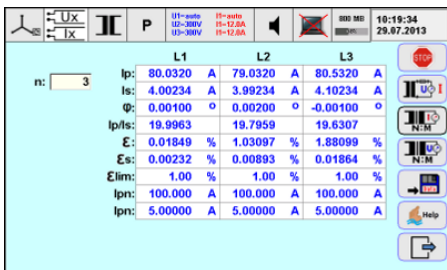 Ux
Ix
P
U1=auto
U2=300V
U3=300V
I1=auto
I1=12.0A
I1=12.0A
800 MB
10:19:34
29.07.2013
STOP
L1 L2 L3
n: 3
Ip: 80.0320 A 79.0320 A 80.5320 A
Is: 4.00234 A 3.99234 A 4.10234 A
φ: 0.00100 o 0.00200 o -0.00100 o
Ip/Is: 19.9963 19.7959 19.6307
Ɛ: 0.01849 % 1.03097 % 1.88099 %
Ɛs: 0.00232 % 0.00893 % 0.01864 %
Ɛlim: 1.00 % 1.00 % 1.00 %
Ipn: 100.000 A 100.000 A 100.000 A
Ipn: 5.00000 A 5.00000 A 5.00000 A
U I
I
N:M
U
N:M
Help